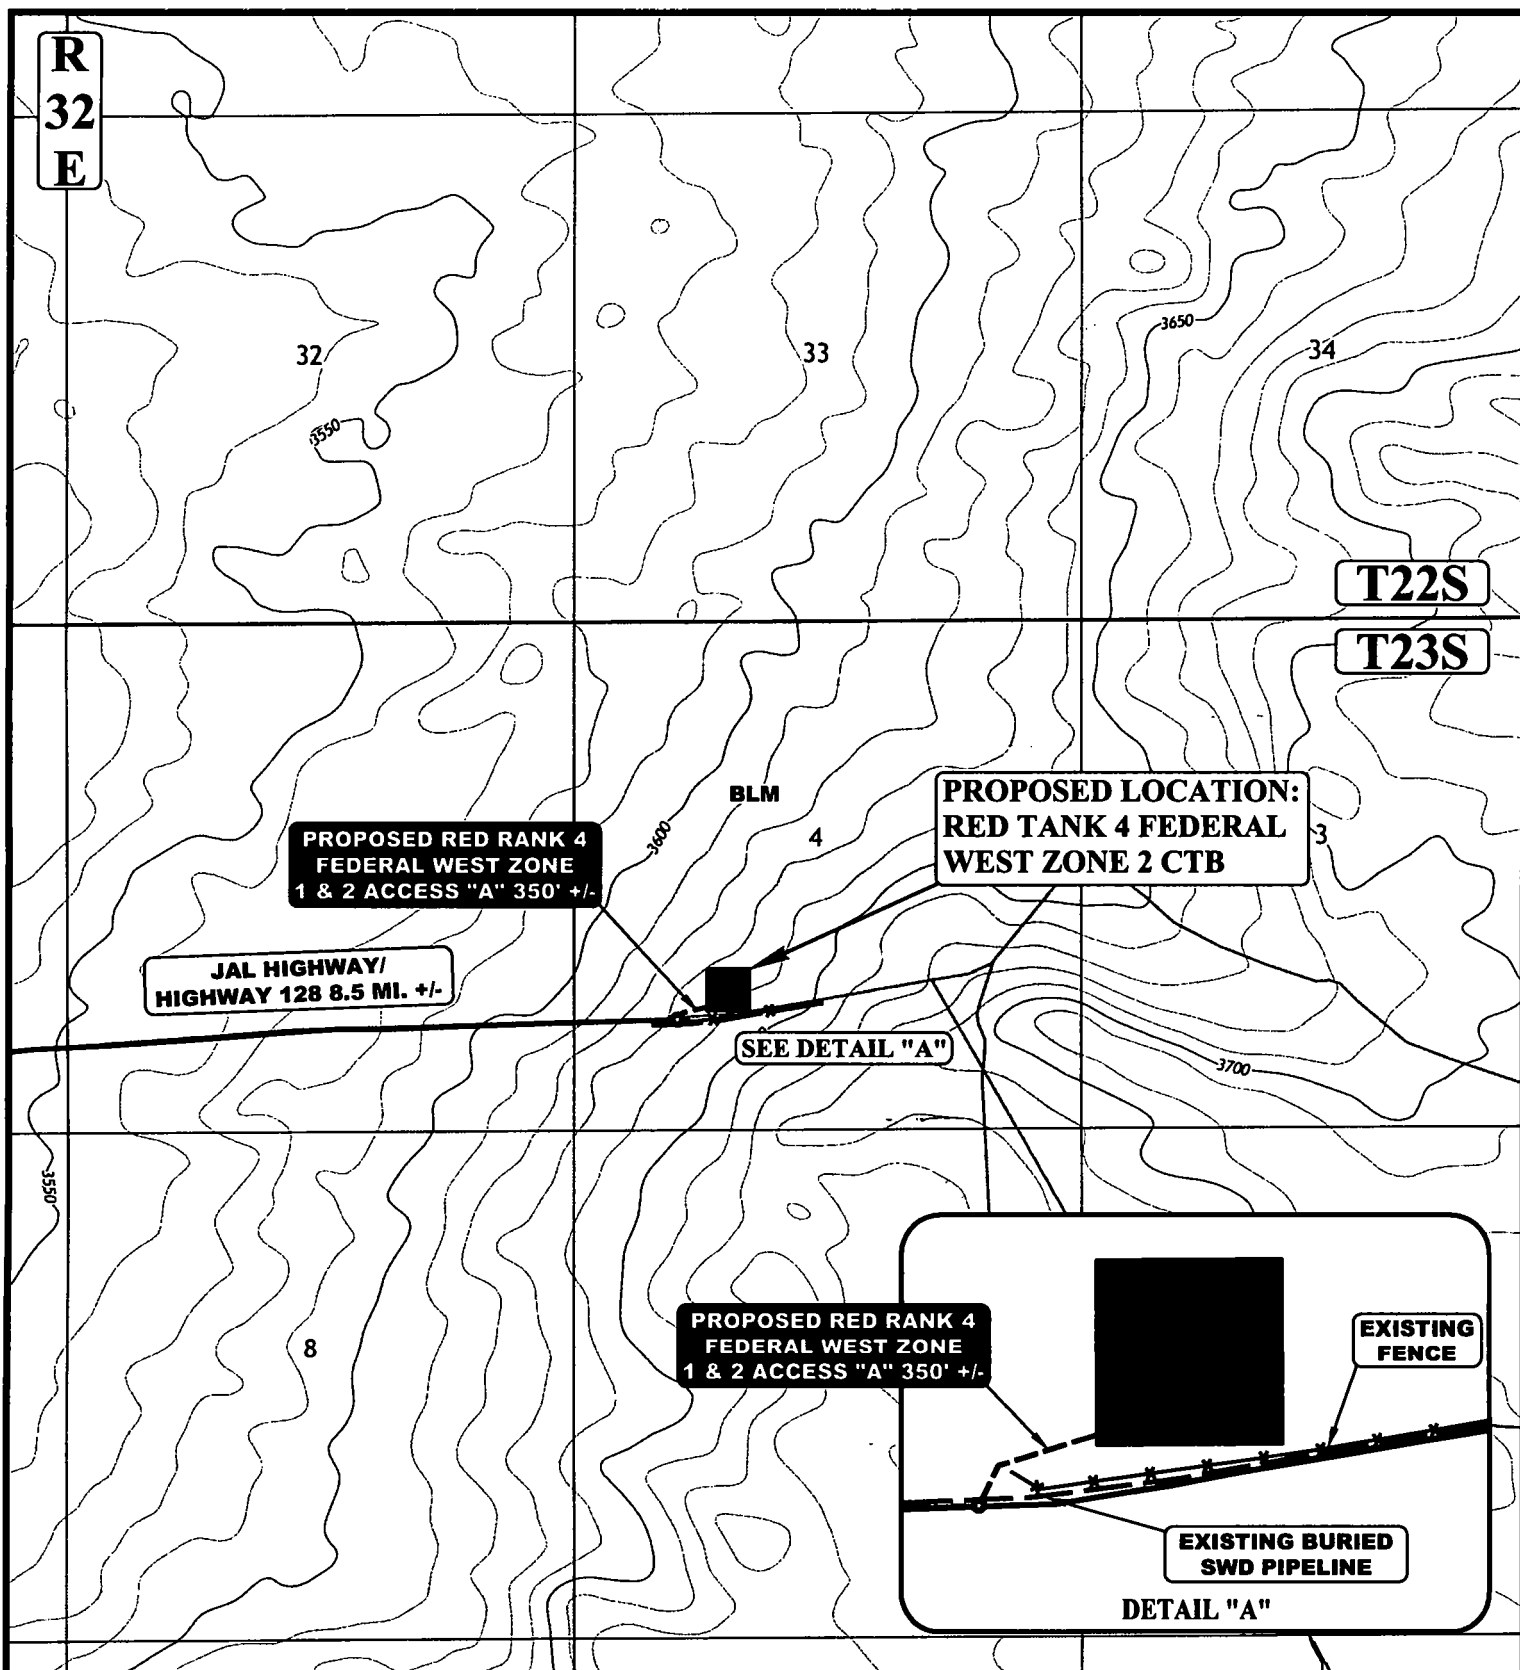 R
32
E
32
33
34
3650
3550
T22S
T23S
BLM
3600
4
3
PROPOSED LOCATION:
RED TANK 4 FEDERAL
WEST ZONE 2 CTB
PROPOSED RED RANK 4
FEDERAL WEST ZONE
1 & 2 ACCESS "A" 350' +/-
JAL HIGHWAY/
HIGHWAY 128 8.5 MI. +/-
SEE DETAIL "A"
3700
3550
8
PROPOSED RED RANK 4
FEDERAL WEST ZONE
1 & 2 ACCESS "A" 350' +/-
EXISTING
FENCE
EXISTING BURIED
SWD PIPELINE
DETAIL "A"